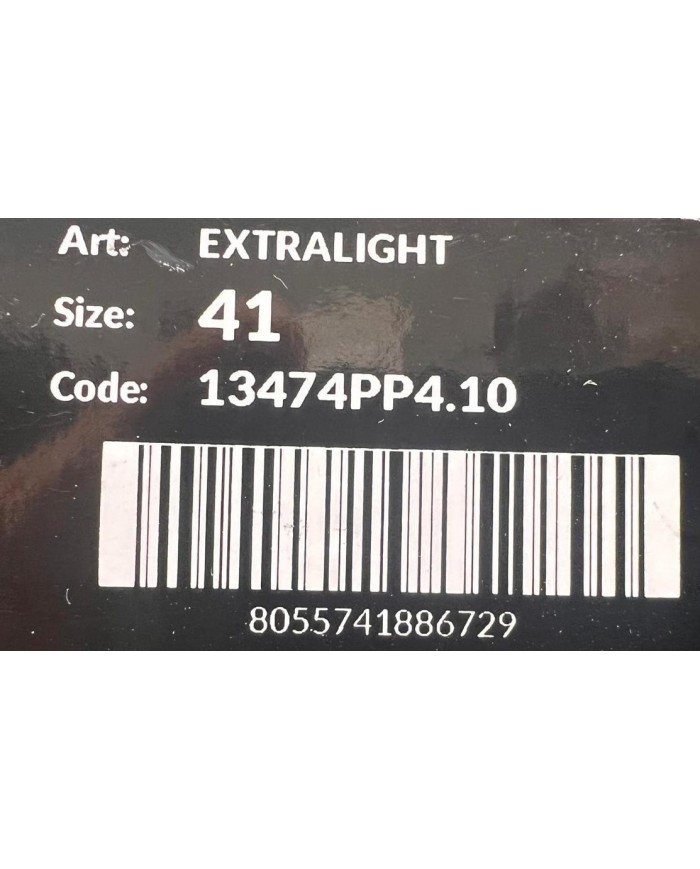 Art: EXTRALIGHT
Size: 41
Code: 13474PP4.10
8055741886729